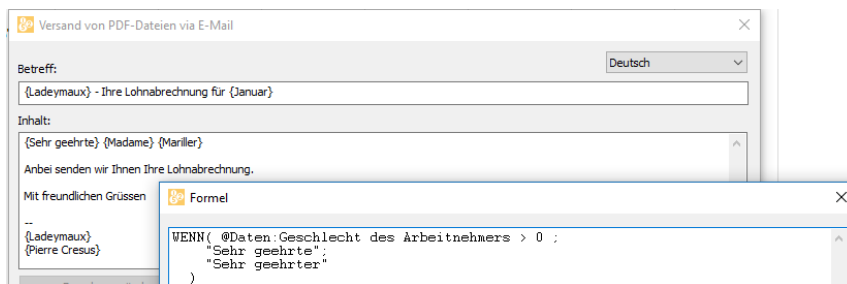 Versand von PDF-Dateien via E-Mail
Betreff:
Deutsch
{Ladeymaux} - Ihre Lohnabrechnung für {Januar}
Inhalt:
{Sehr geehrte} {Madame} {Mariller}
Anbei senden wir Ihnen Ihre Lohnabrechnung.
Mit freundlichen Grüssen
--
{Ladeymaux}
{Pierre Cresus}
Formel
WENN( @Daten:Geschlecht des Arbeitnehmers > 0 ;
"Sehr geehrte";
"Sehr geehrter"
)